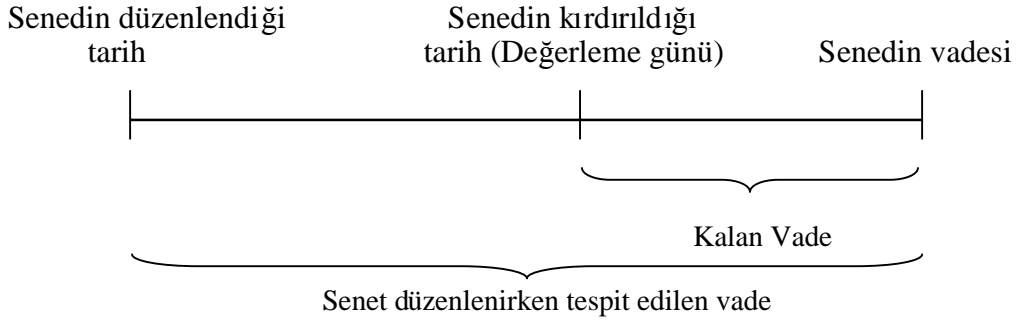 Senedin düzenlendiği
tarih
Senedin kırdırıldığı
tarih (Değerleme günü)
Senedin vadesi
Kalan Vade
Senet düzenlenirken tespit edilen vade